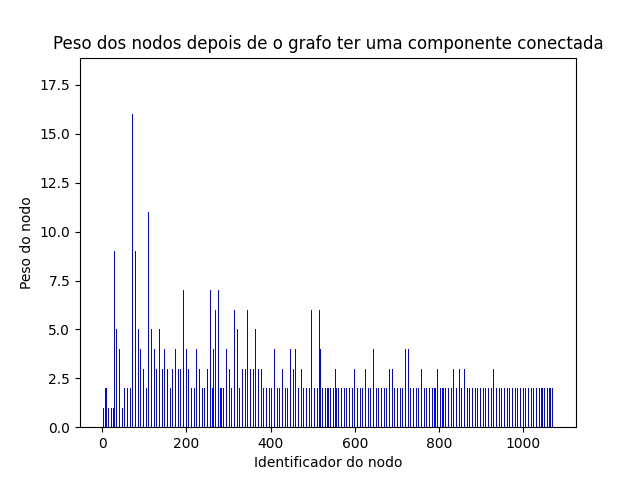 Peso dos nodos depois de o grafo ter uma componente conectada
17.5
15.0
12.5
10.0
7.5
5.0
2.5
0.0
Peso do nodo
0 200 400 600 800 1000
Identificador do nodo